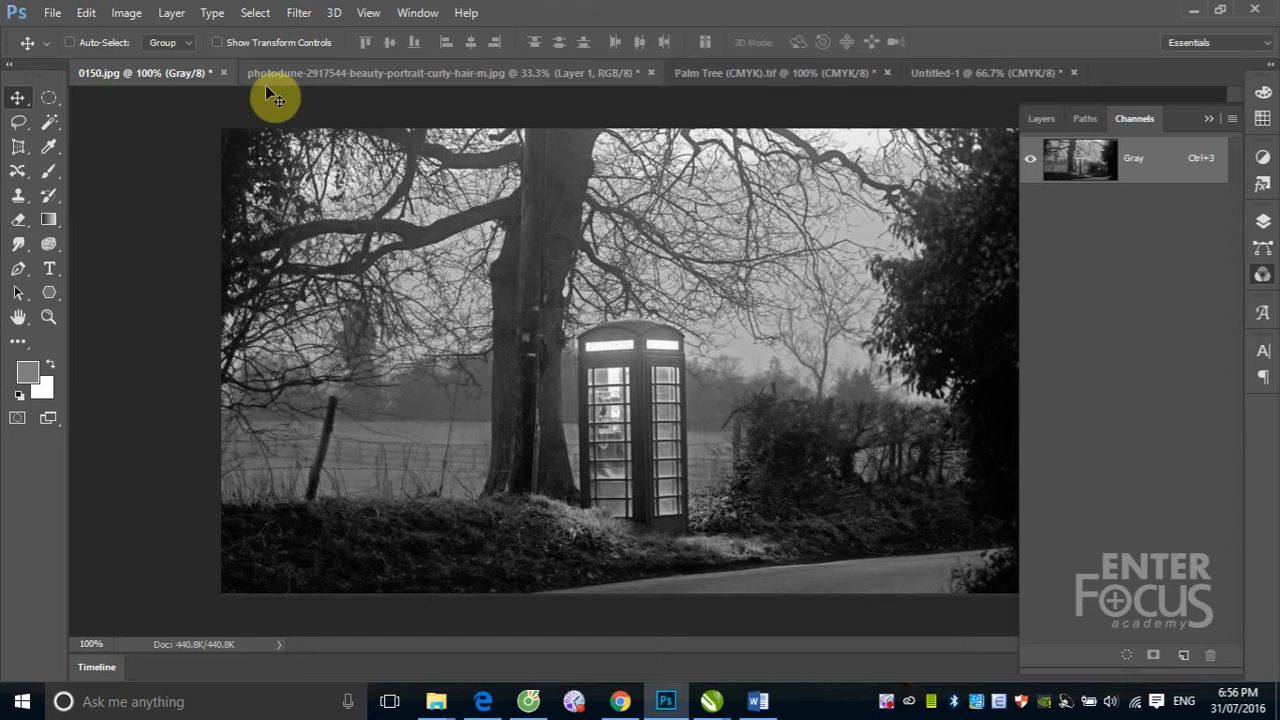 Ps File Edit Image Layer Type Select Filter 3D View Window Help
Auto-Select: Group Show Transform Controls 3D Mode: Essentials
0150.jpg @ 100% (Gray/8) * photodune-2917544-beauty-portrait-curly-hair-m.jpg @ 33.3% (Layer 1, RGB/8) * Palm Tree (CMYK).tif @ 100% (CMYK/8) * Untitled-1 @ 66.7% (CMYK/8) *
Layers Paths Channels
Gray Ctrl+3
ENTER
FOCUS
academy
100% Doc: 440.8K/440.8K
Timeline
Ask me anything
ENG
6:56 PM
31/07/2016